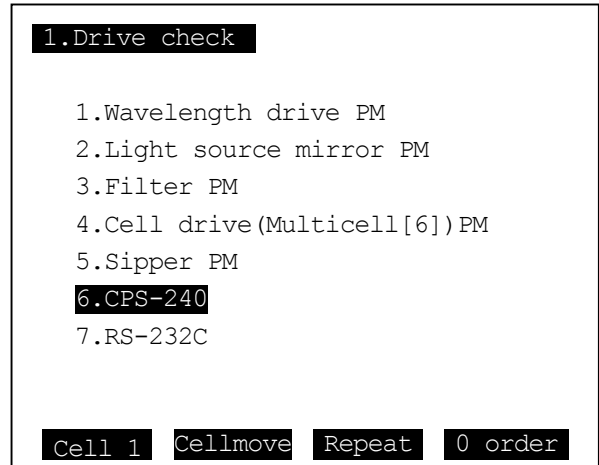 1.Drive check
1.Wavelength drive PM
2.Light source mirror PM
3.Filter PM
4.Cell drive(Multicell[6])PM
5.Sipper PM
6.CPS-240
7.RS-232C
Cell 1 Cellmove Repeat 0 order